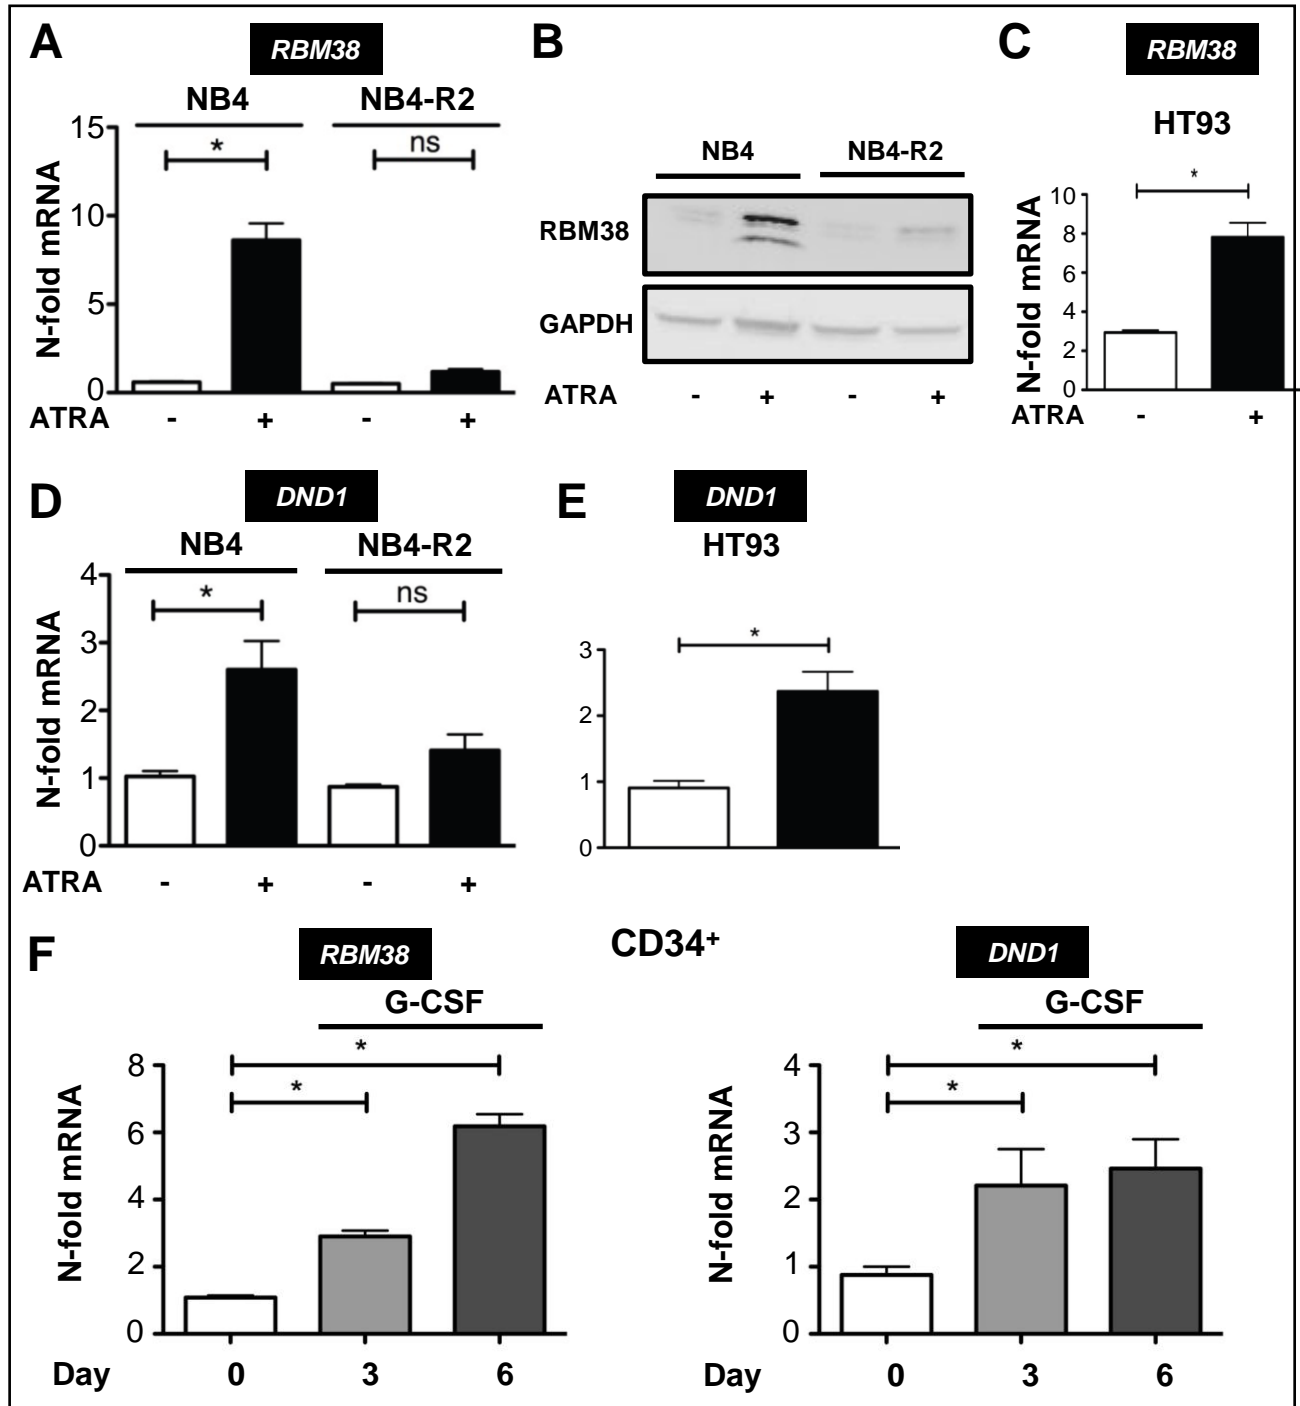 A
RBM38
NB4 NB4-R2
* ns
N-fold mRNA
15
10
5
0
ATRA - + - +
B
NB4 NB4-R2
RBM38
GAPDH
ATRA - + - +
C
RBM38
HT93
*
N-fold mRNA
10
8
6
4
2
0
ATRA - +
D
DND1
NB4 NB4-R2
* ns
N-fold mRNA
4
3
2
1
0
ATRA - + - +
E
DND1
HT93
*
3
2
1
0
F
CD34+
RBM38
G-CSF
*
*
N-fold mRNA
8
6
4
2
0
Day 0 3 6
DND1
G-CSF
*
*
N-fold mRNA
4
3
2
1
0
Day 0 3 6